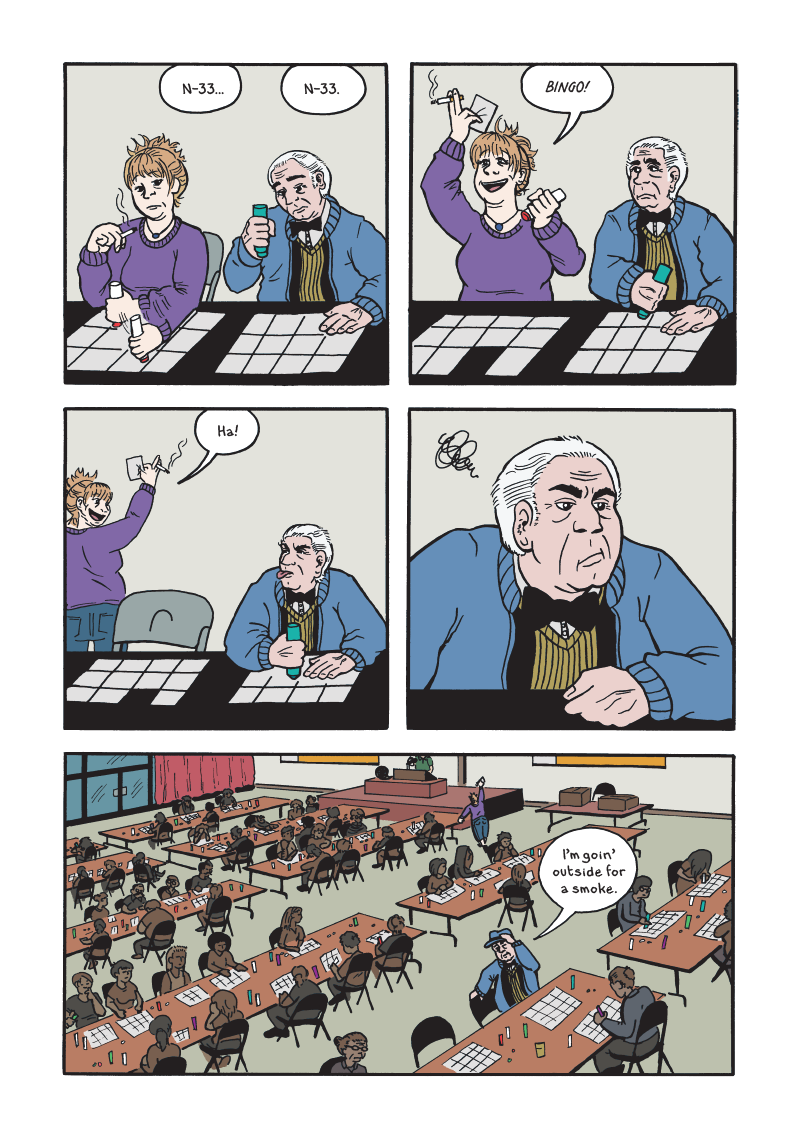 N-33...
N-33.
BINGO!
Ha!
I'm goin'
outside for
a smoke.